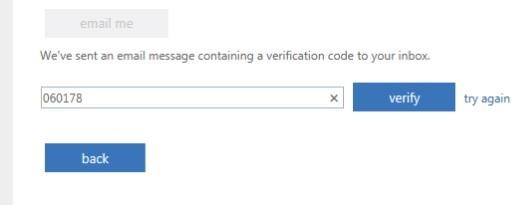 email me
We've sent an email message containing a verification code to your inbox.
060178 × verify try again
back